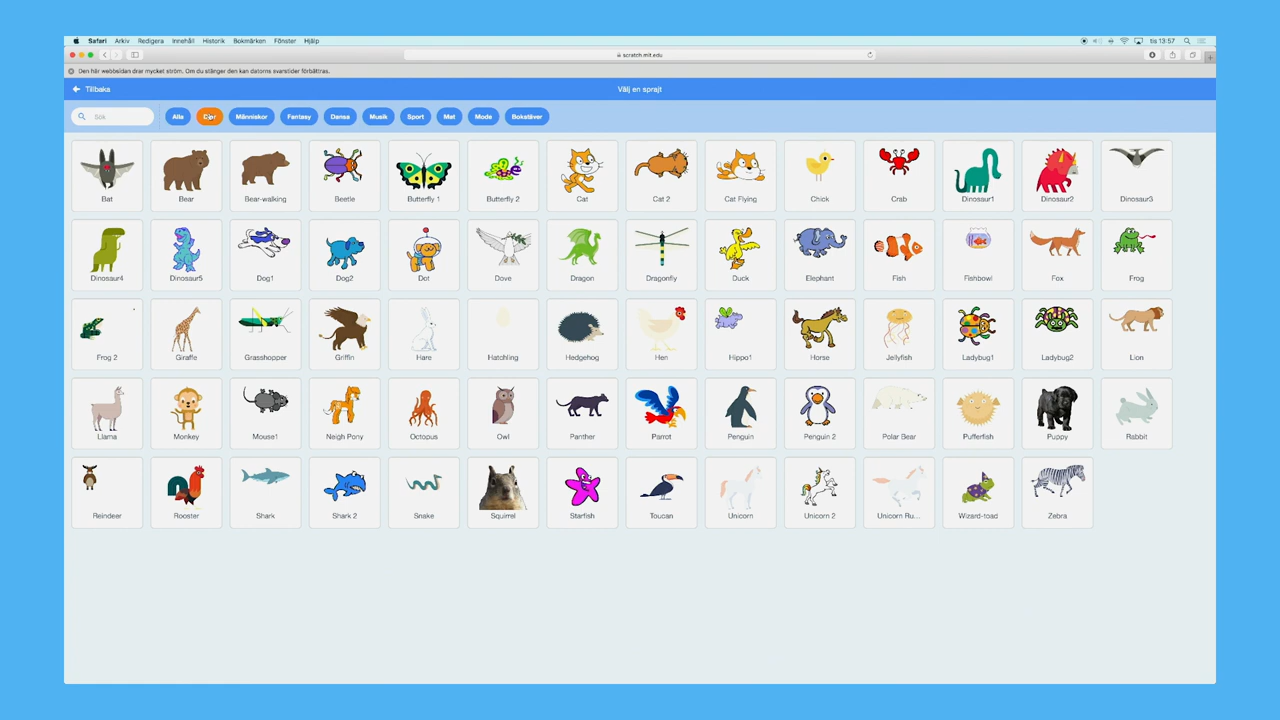 Safari Arkiv Redigera Innehåll Historik Bokmärken Fönster Hjälp tis 13:57
scratch.mit.edu
Den här webbsidan drar mycket ström. Om du stänger den kan datorns svarstider förbättras.
Tillbaka Välj en sprajt
Sök Alla Djur Människor Fantasy Dansa Musik Sport Mat Mode Bokstäver
Bat Bear Bear-walking Beetle Butterfly 1 Butterfly 2 Cat Cat 2 Cat Flying Chick Crab Dinosaur1 Dinosaur2 Dinosaur3
Dinosaur4 Dinosaur5 Dog1 Dog2 Dot Dove Dragon Dragonfly Duck Elephant Fish Fishbowl Fox Frog
Frog 2 Giraffe Grasshopper Griffin Hare Hatchling Hedgehog Hen Hippo1 Horse Jellyfish Ladybug1 Ladybug2 Lion
Llama Monkey Mouse1 Neigh Pony Octopus Owl Panther Parrot Penguin Penguin 2 Polar Bear Pufferfish Puppy Rabbit
Reindeer Rooster Shark Shark 2 Snake Squirrel Starfish Toucan Unicorn Unicorn 2 Unicorn Ru... Wizard-toad Zebra